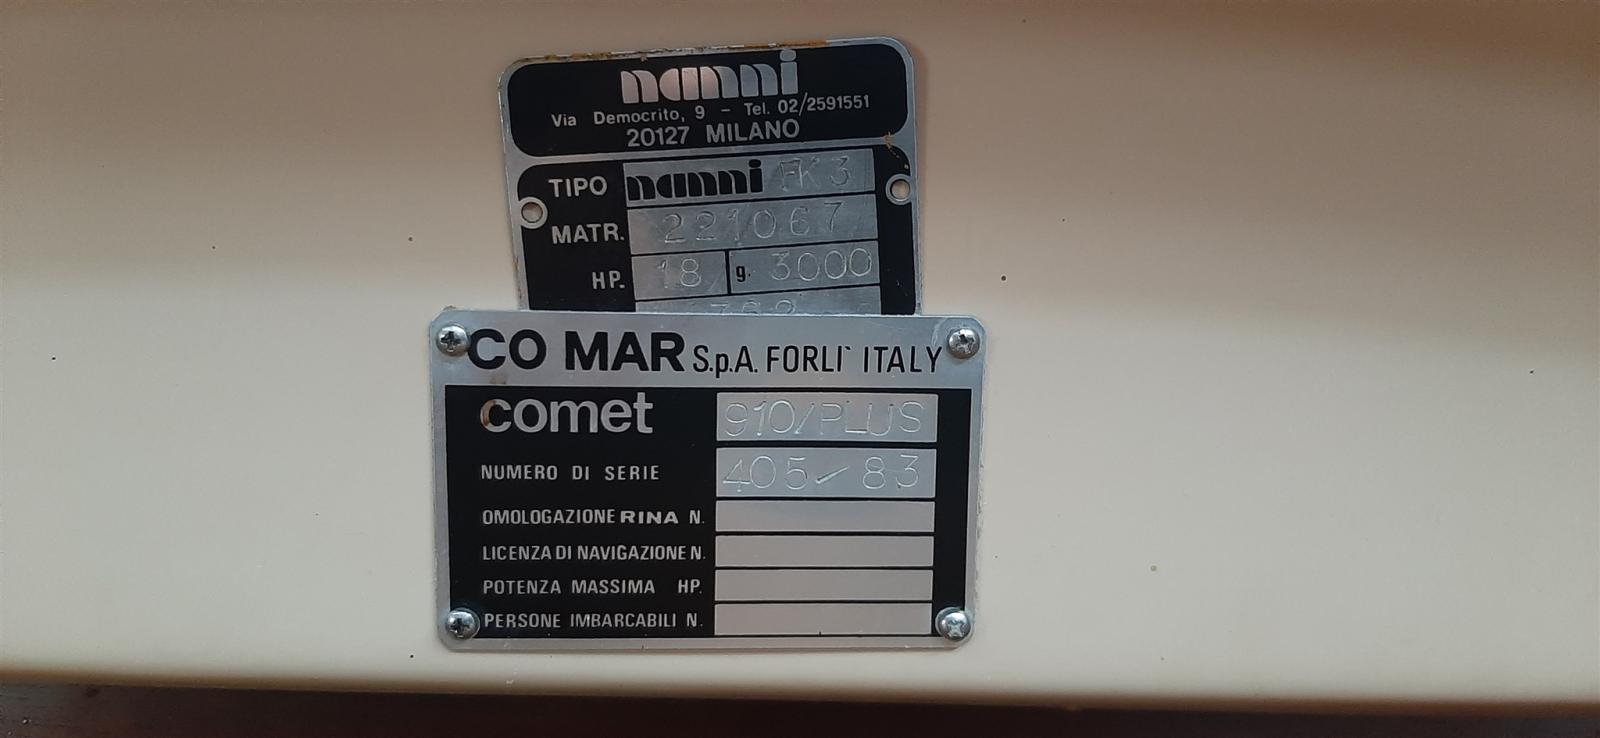 nanni
Via Democrito, 9 - Tel. 02/2591551
20127 MILANO
TIPO nanni FK 3
MATR. 221067
HP. 18 g. 3000
CO MAR S.p.A. FORLI` ITALY
comet 910/PLUS
NUMERO DI SERIE 405-83
OMOLOGAZIONE RINA N.
LICENZA DI NAVIGAZIONE N.
POTENZA MASSIMA HP.
PERSONE IMBARCABILI N.